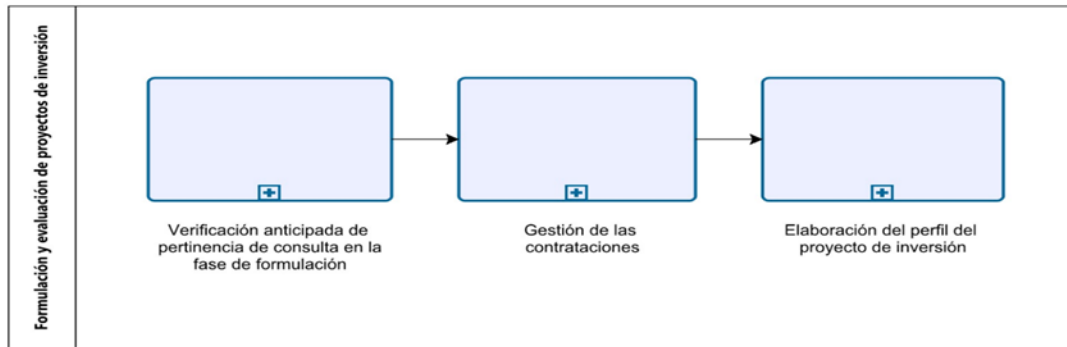 Formulación y evaluación de proyectos de inversión
Verificación anticipada de
pertinencia de consulta en la
fase de formulación
Gestión de las
contrataciones
Elaboración del perfil del
proyecto de inversión